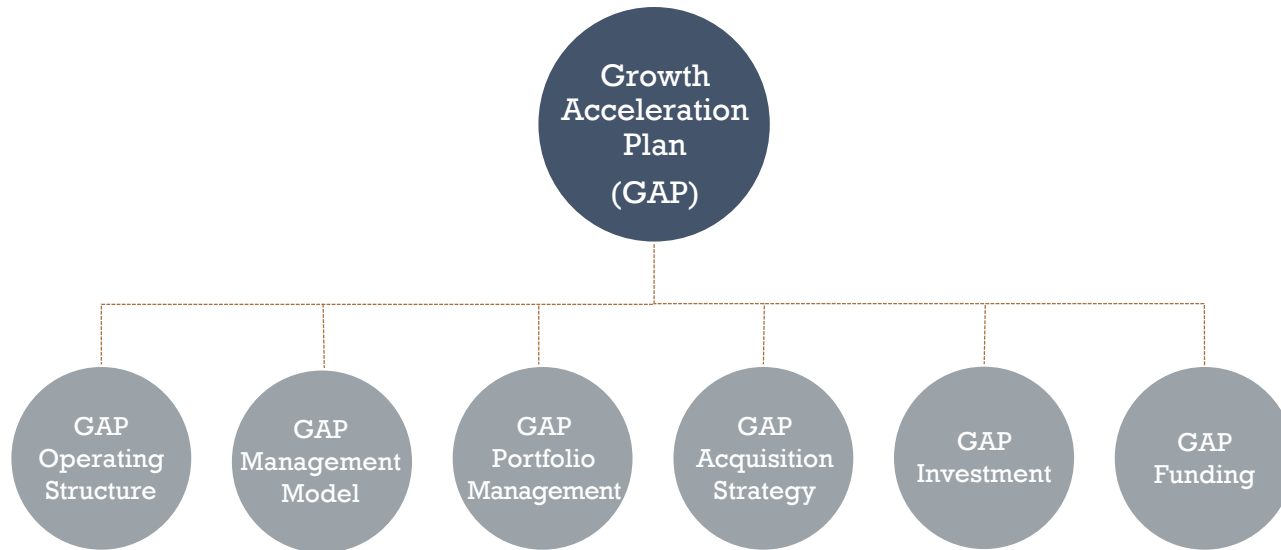 Growth
Acceleration
Plan
(GAP)
GAP
Operating
Structure
GAP
Management
Model
GAP
Portfolio
Management
GAP
Acquisition
Strategy
GAP
Investment
GAP
Funding